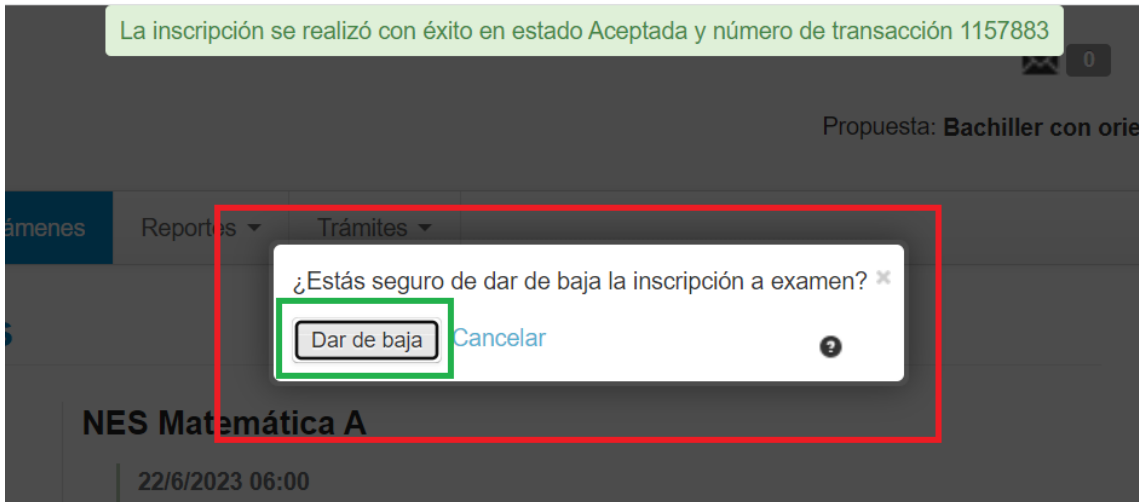 La inscripción se realizó con éxito en estado Aceptada y número de transacción 1157883
0
Propuesta: Bachiller con orie
ámenes Reportes Trámites
¿Estás seguro de dar de baja la inscripción a examen? ×
Dar de baja Cancelar ?
s
NES Matemática A
22/6/2023 06:00